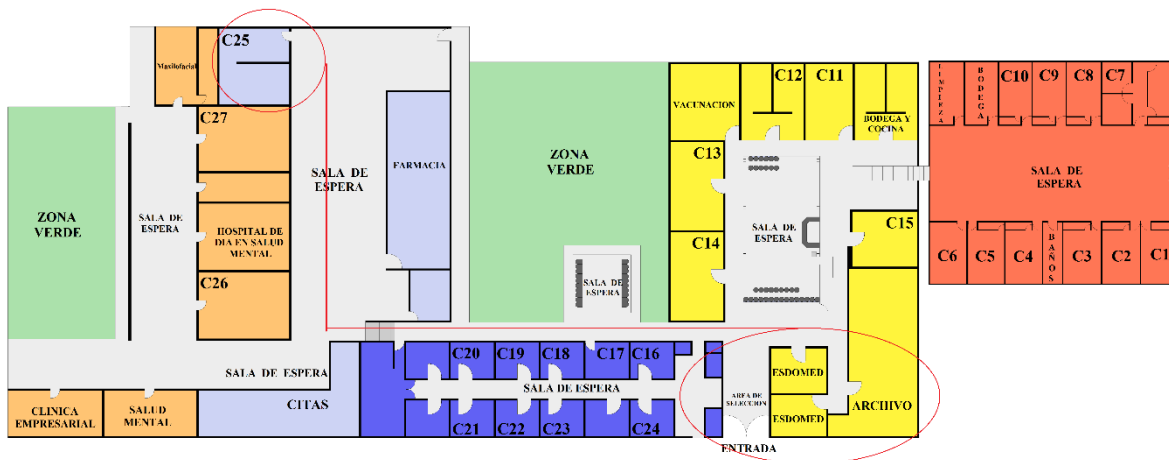 C25
Maxilofacial
C27
ZONA
VERDE
SALA DE
ESPERA
HOSPITAL DE
DIA EN SALUD
MENTAL
C26
SALA DE
ESPERA
FARMACIA
SALA DE ESPERA
CLINICA
EMPRESARIAL
SALUD
MENTAL
CITAS
ZONA
VERDE
SALA DE
ESPERA
VACUNACION
C12
C11
BODEGA Y
COCINA
C13
C14
SALA DE
ESPERA
C15
C20
C19
C18
C17
C16
SALA DE ESPERA
C21
C22
C23
C24
AREA DE
SELECCION
ENTRADA
ESDOMED
ESDOMED
ARCHIVO
LIMPIEZA
BODEGA
C10
C9
C8
C7
SALA DE
ESPERA
C6
C5
C4
BAÑOS
C3
C2
C1